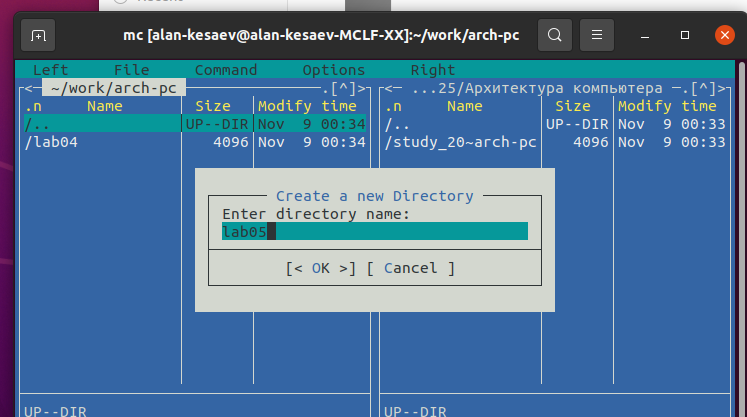 mc [alan-kesaev@alan-kesaev-MCLF-XX]:~/work/arch-pc
Left File Command Options Right
<─ ~/work/arch-pc ─.[^]>
.n Name Size Modify time
/.. UP--DIR Nov 9 00:34
/lab04 4096 Nov 9 00:34
<─ ...25/Архитектура компьютера ─.[^]>
.n Name Size Modify time
/.. UP--DIR Nov 9 00:33
/study_20~arch-pc 4096 Nov 9 00:33
Create a new Directory
Enter directory name:
lab05
[< OK >] [ Cancel ]
UP--DIR
UP--DIR